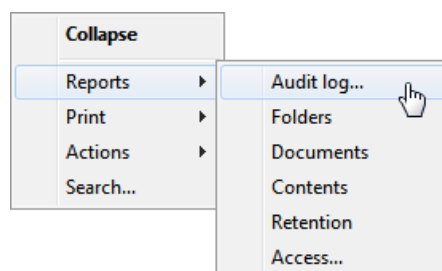 Collapse
Reports
Print
Actions
Search...
Audit log...
Folders
Documents
Contents
Retention
Access...